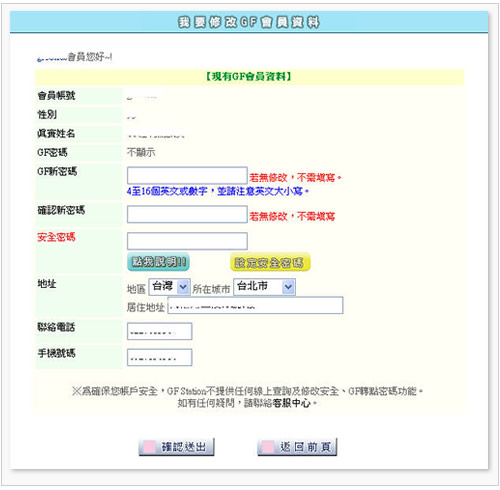 我要修改GF會員資料
會員您好~!
【現有GF會員資料】
會員帳號
性別
真實姓名
GF密碼 不顯示
GF新密碼 若無修改，不需填寫。
4至16個英文或數字，並請注意英文大小寫。
確認新密碼 若無修改，不需填寫
安全密碼
點我說明!! 設定安全密碼
地址 地區 台灣 所在城市 台北市
居住地址
聯絡電話
手機號碼
※為確保您帳戶安全，GF Station不提供任何線上查詢及修改安全、GF轉點密碼功能。
如有任何疑問，請聯絡客服中心。
確認送出 返回前頁